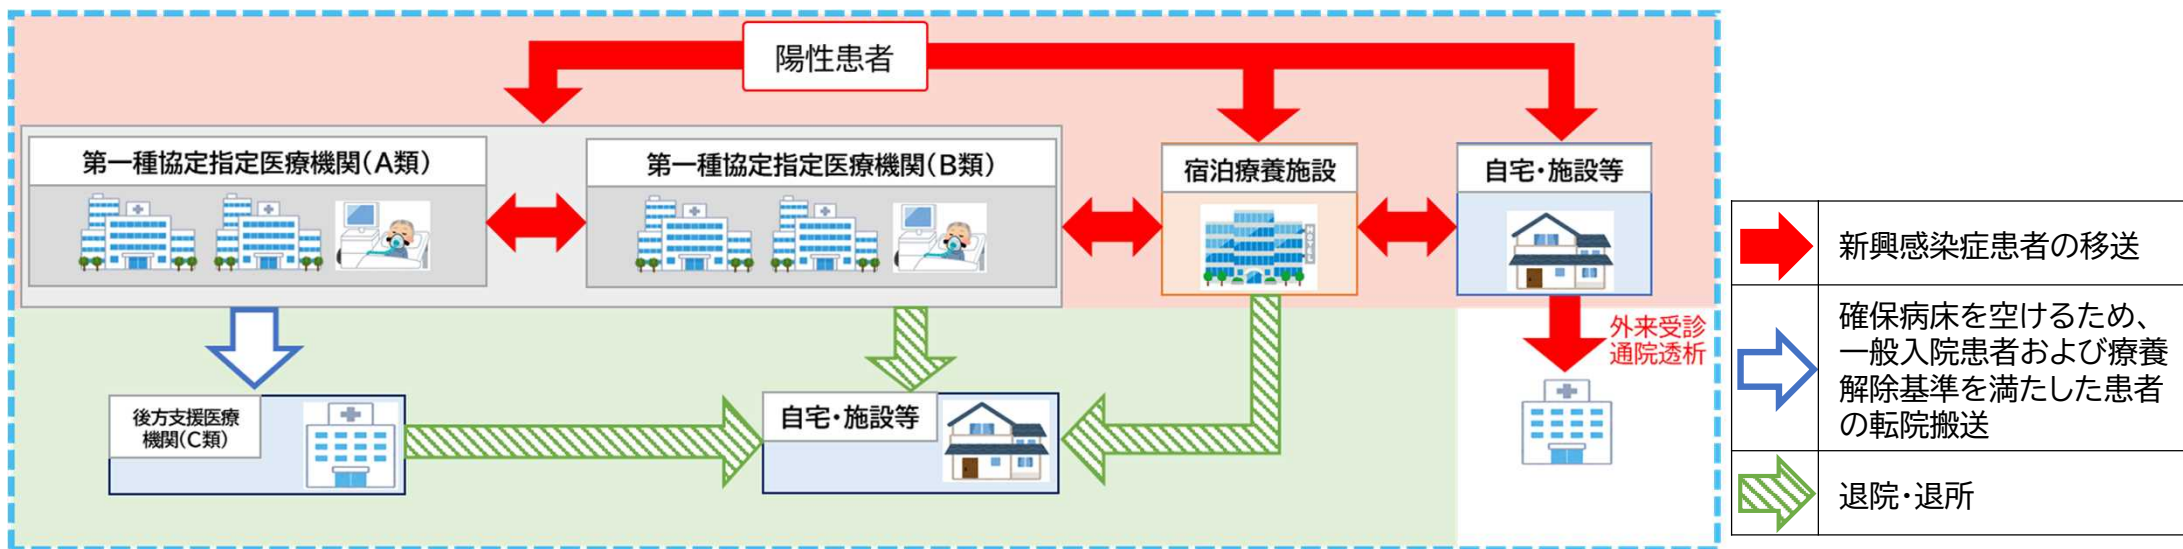 陽性患者
第一種協定指定医療機関(A類)
第一種協定指定医療機関(B類)
宿泊療養施設
自宅・施設等
外来受診
通院透析
後方支援医療
機関(C類)
自宅・施設等
新興感染症患者の移送
確保病床を空けるため、
一般入院患者および療養
解除基準を満たした患者
の転院搬送
退院・退所